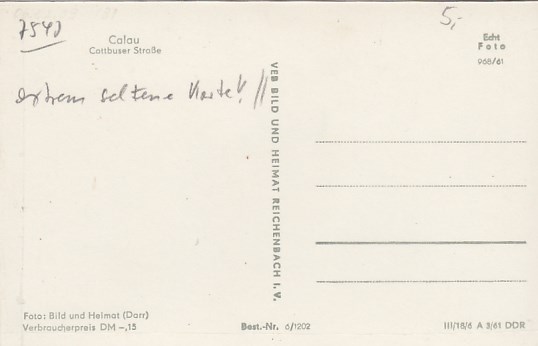 7540
5,-
Calau
Cottbuser Straße
Echt
Foto
968/61
extrem seltene Karte! //
VEB BILD UND HEIMAT REICHENBACH I. V.
Foto: Bild und Heimat (Darr)
Verbraucherpreis DM -,15
Best.-Nr. 6/1202
III/18/6 A 3/61 DDR